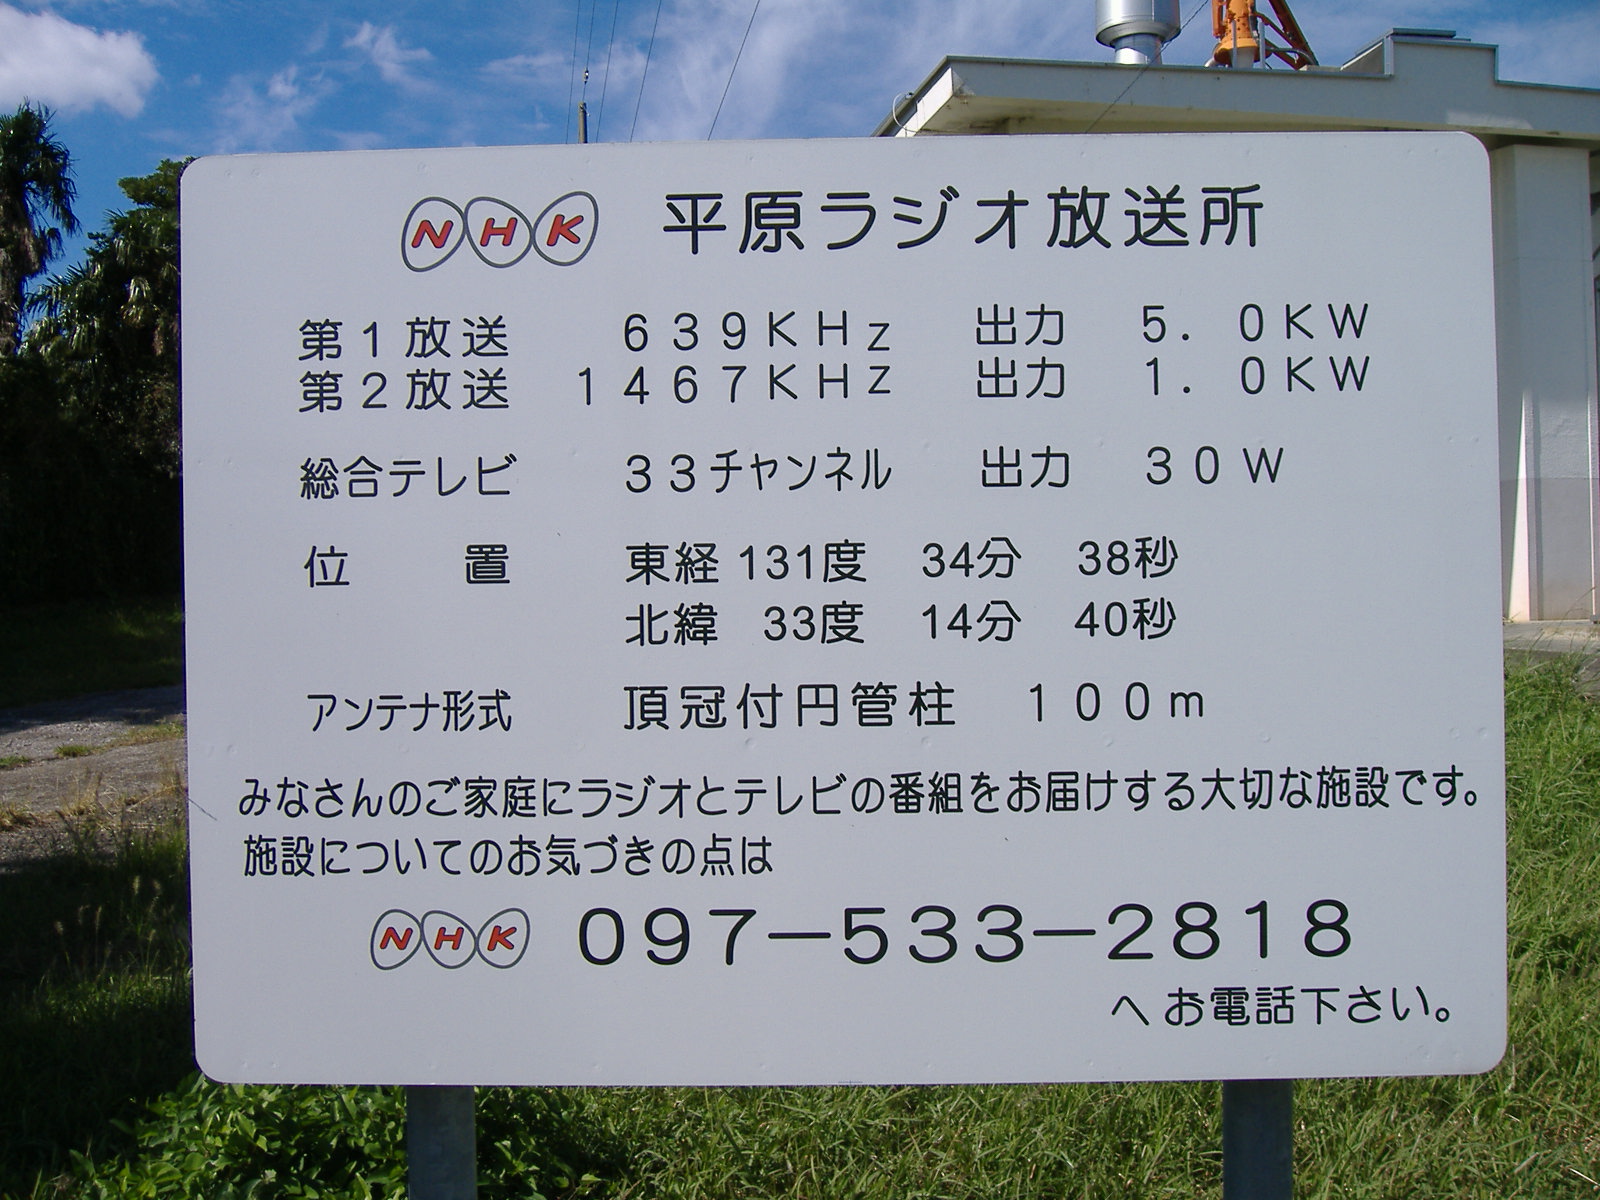 NHK 平原ラジオ放送所
第1放送 639KHz 出力 5.0KW
第2放送 1467KHZ 出力 1.0KW
総合テレビ 33チャンネル 出力 30W
位置 東経131度 34分 38秒
北緯 33度 14分 40秒
アンテナ形式 頂冠付円管柱 100m
みなさんのご家庭にラジオとテレビの番組をお届けする大切な施設です。
施設についてのお気づきの点は
NHK 097-533-2818
へお電話下さい。